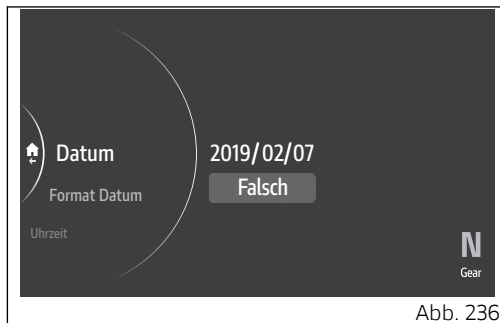 Datum
2019/02/07
Format Datum
Falsch
Uhrzeit
N
Gear
Abb. 236